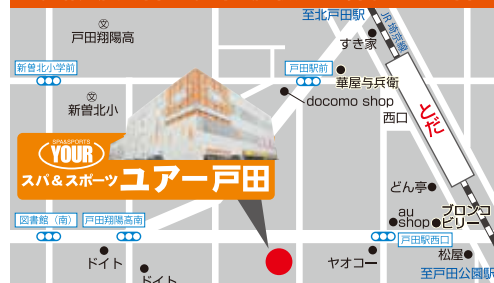 至北戸田駅
JR埼京線
文
戸田翔陽高
すき家
新曽北小学前
戸田駅前
華屋与兵衛
文
新曽北小
docomo shop
西口
とだ
SPA&SPORTS
YOUR
スパ&スポーツ ユアー戸田
どん亭
au
shop
ブロンコ
ビリー
図書館（南）
戸田翔陽高南
戸田駅西口
ドイト
ヤオコー
松屋
ドイト
至戸田公園駅